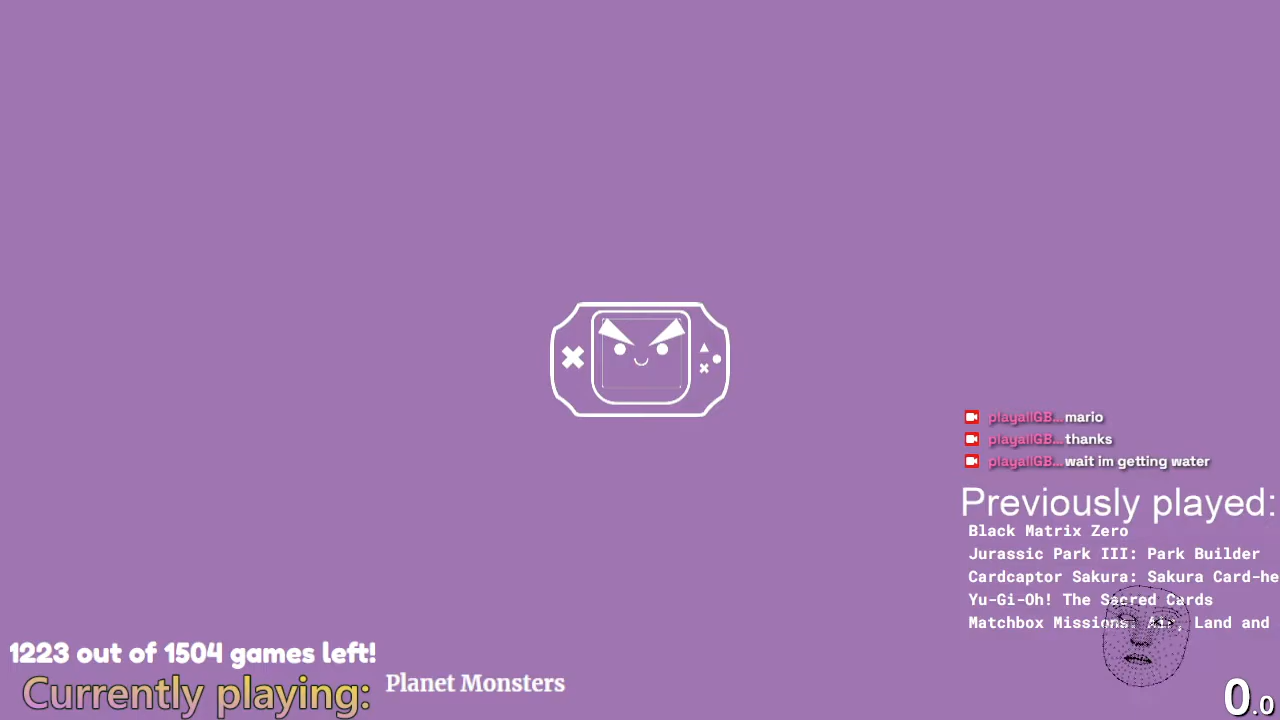 playallGB... mario
playallGB... thanks
playallGB... wait im getting water
Previously played:
Black Matrix Zero
Jurassic Park III: Park Builder
Cardcaptor Sakura: Sakura Card-he
Yu-Gi-Oh! The Sacred Cards
Matchbox Missions: Air, Land and
1223 out of 1504 games left!
Currently playing: Planet Monsters
0.0